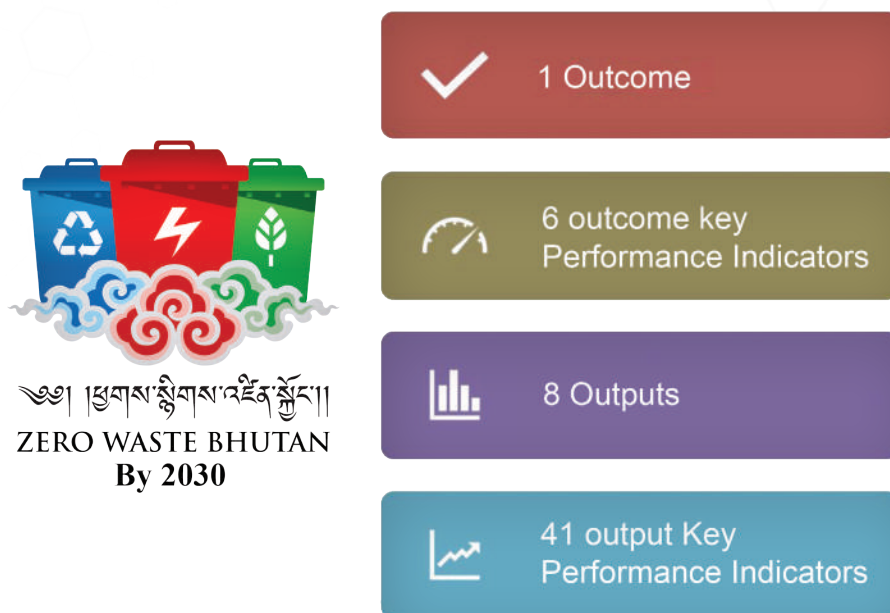 ༄༅། །ཕྱགས་སྙིགས་འཛིན་སྐྱོང་།།
ZERO WASTE BHUTAN
By 2030
1 Outcome
6 outcome key
Performance Indicators
8 Outputs
41 output Key
Performance Indicators